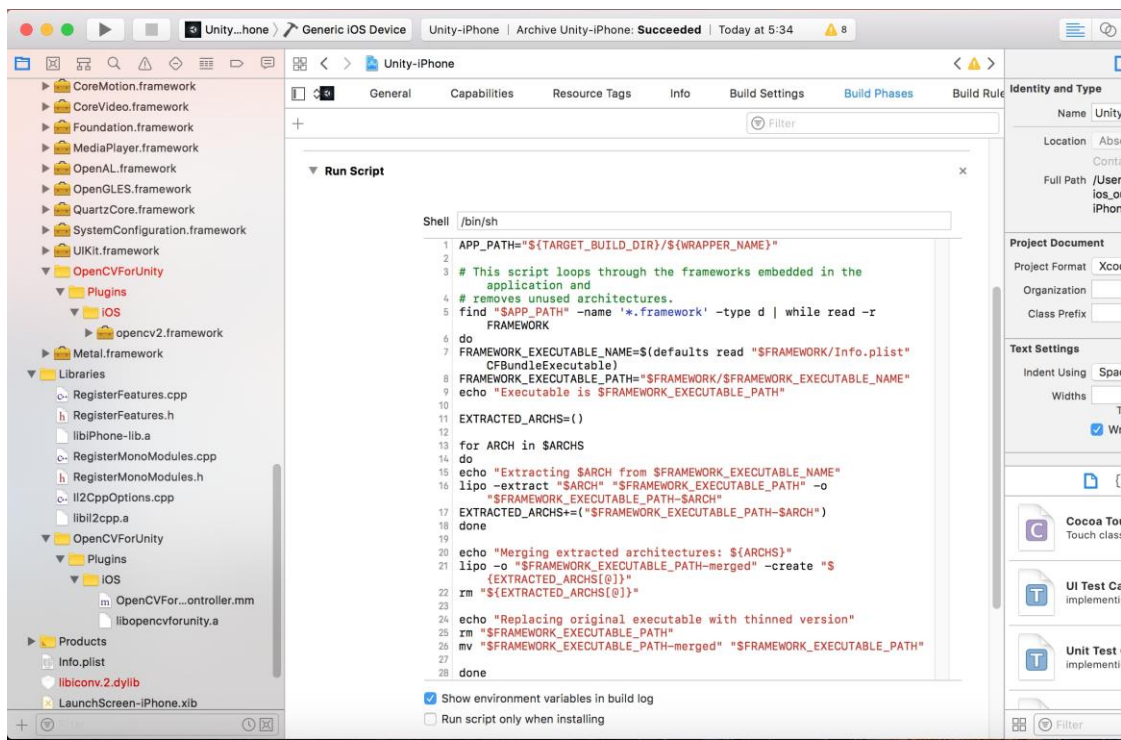 Unity...hone
Generic iOS Device
Unity-iPhone | Archive Unity-iPhone: Succeeded | Today at 5:34
8
Unity-iPhone
CoreMotion.framework
CoreVideo.framework
Foundation.framework
MediaPlayer.framework
OpenAL.framework
OpenGLES.framework
QuartzCore.framework
SystemConfiguration.framework
UIKit.framework
OpenCVForUnity
Plugins
iOS
opencv2.framework
Metal.framework
Libraries
RegisterFeatures.cpp
RegisterFeatures.h
libiPhone-lib.a
RegisterMonoModules.cpp
RegisterMonoModules.h
Il2CppOptions.cpp
libil2cpp.a
OpenCVForUnity
Plugins
iOS
OpenCVFor...ontroller.mm
libopencvforunity.a
Products
Info.plist
libiconv.2.dylib
LaunchScreen-iPhone.xib
General Capabilities Resource Tags Info Build Settings Build Phases Build Rule
Filter
Run Script
Shell /bin/sh
1 APP_PATH="${TARGET_BUILD_DIR}/${WRAPPER_NAME}"
2
3 # This script loops through the frameworks embedded in the
application and
4 # removes unused architectures.
5 find "$APP_PATH" -name '*.framework' -type d | while read -r
FRAMEWORK
6 do
7 FRAMEWORK_EXECUTABLE_NAME=$(defaults read "$FRAMEWORK/Info.plist"
CFBundleExecutable)
8 FRAMEWORK_EXECUTABLE_PATH="$FRAMEWORK/$FRAMEWORK_EXECUTABLE_NAME"
9 echo "Executable is $FRAMEWORK_EXECUTABLE_PATH"
10
11 EXTRACTED_ARCHS=()
12
13 for ARCH in $ARCHS
14 do
15 echo "Extracting $ARCH from $FRAMEWORK_EXECUTABLE_NAME"
16 lipo -extract "$ARCH" "$FRAMEWORK_EXECUTABLE_PATH" -o
"$FRAMEWORK_EXECUTABLE_PATH-$ARCH"
17 EXTRACTED_ARCHS+=("$FRAMEWORK_EXECUTABLE_PATH-$ARCH")
18 done
19
20 echo "Merging extracted architectures: ${ARCHS}"
21 lipo -o "$FRAMEWORK_EXECUTABLE_PATH-merged" -create "$
{EXTRACTED_ARCHS[@]}"
22 rm "${EXTRACTED_ARCHS[@]}"
23
24 echo "Replacing original executable with thinned version"
25 rm "$FRAMEWORK_EXECUTABLE_PATH"
26 mv "$FRAMEWORK_EXECUTABLE_PATH-merged" "$FRAMEWORK_EXECUTABLE_PATH"
27
28 done
Show environment variables in build log
Run script only when installing
Identity and Type
Name Unity
Location Abso
Conta
Full Path /User
ios_o
iPhon
Project Document
Project Format Xcod
Organization
Class Prefix
Text Settings
Indent Using Spac
Widths
T
Wr
{
C
Cocoa Tou
Touch class
T
UI Test Ca
implementi
T
Unit Test
implementi
Filter